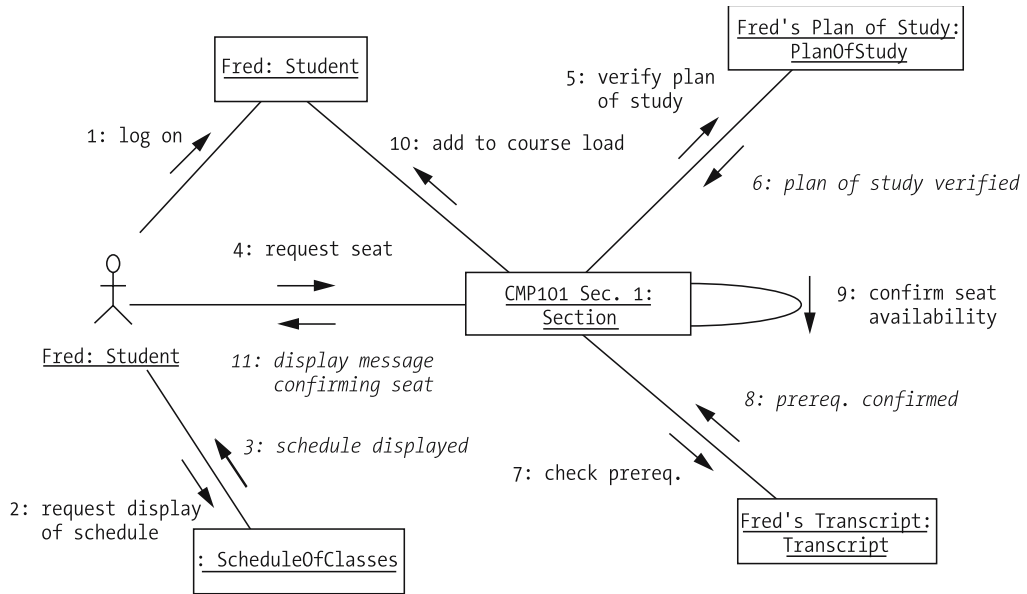 Fred's Plan of Study:
PlanOfStudy
Fred: Student
5: verify plan
of study
1: log on
10: add to course load
6: plan of study verified
4: request seat
CMP101 Sec. 1:
Section
9: confirm seat
availability
Fred: Student
11: display message
confirming seat
8: prereq. confirmed
3: schedule displayed
7: check prereq.
2: request display
of schedule
Fred's Transcript:
Transcript
: ScheduleOfClasses